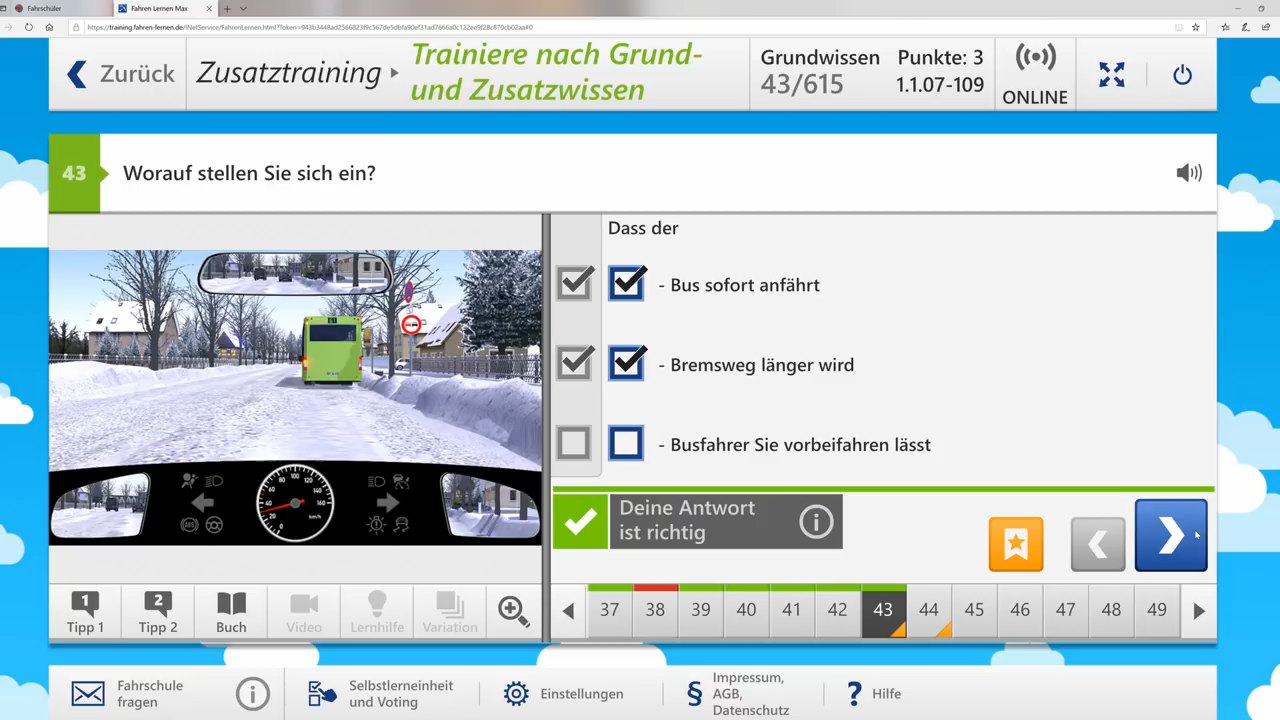 Fahrschüler
Fahren Lernen Max
Zurück
Zusatztraining
Trainiere nach Grund-
und Zusatzwissen
Grundwissen
43/615
Punkte: 3
1.1.07-109
ONLINE
43
Worauf stellen Sie sich ein?
Dass der
- Bus sofort anfährt
- Bremsweg länger wird
- Busfahrer Sie vorbeifahren lässt
Deine Antwort
ist richtig
Tipp 1
Tipp 2
Buch
Video
Lernhilfe
Variation
37 38 39 40 41 42 43 44 45 46 47 48 49
Fahrschule
fragen
Selbstlerneinheit
und Voting
Einstellungen
Impressum,
AGB,
Datenschutz
Hilfe